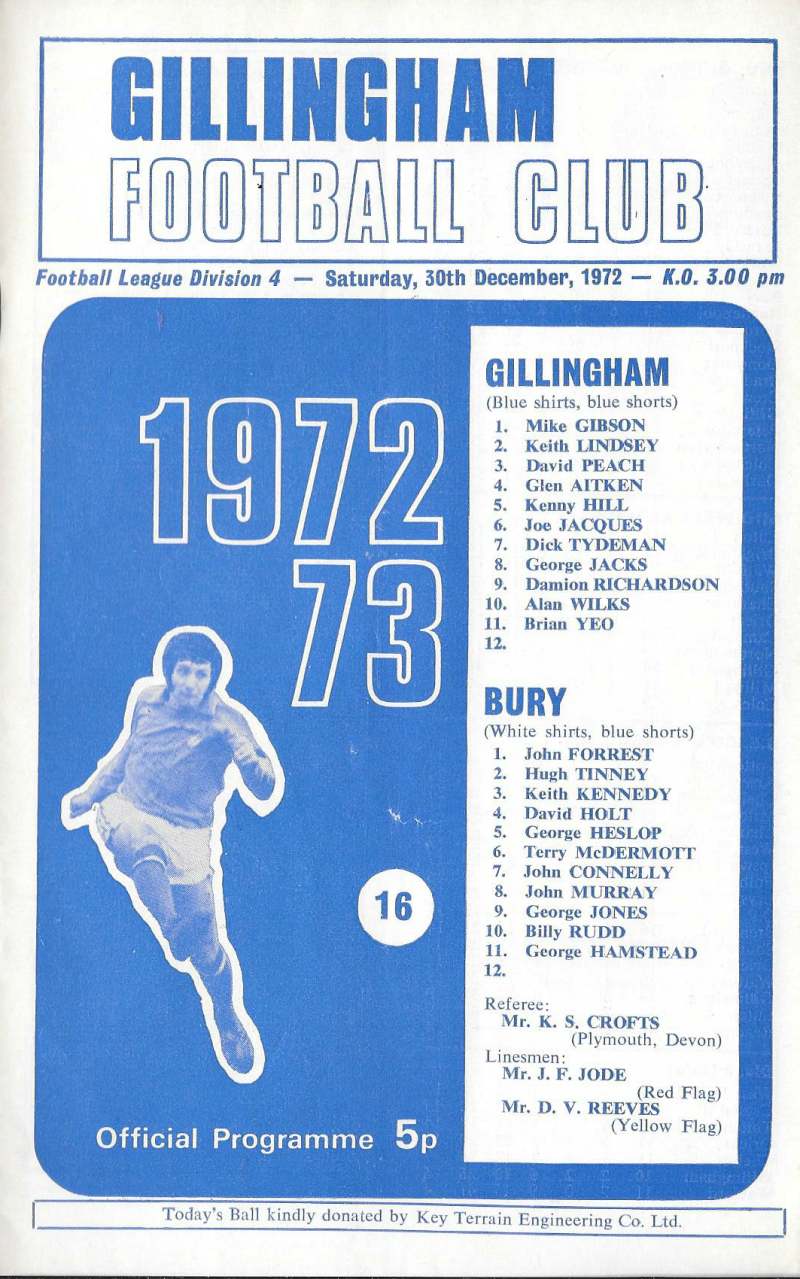 GILLINGHAM
FOOTBALL CLUB
Football League Division 4 — Saturday, 30th December, 1972 — K.O. 3.00 pm
1972
73
16
Official Programme 5p
GILLINGHAM
(Blue shirts, blue shorts)
1. Mike GIBSON
2. Keith LINDSEY
3. David PEACH
4. Glen AITKEN
5. Kenny HILL
6. Joe JACQUES
7. Dick TYDEMAN
8. George JACKS
9. Damion RICHARDSON
10. Alan WILKS
11. Brian YEO
12.
BURY
(White shirts, blue shorts)
1. John FORREST
2. Hugh TINNEY
3. Keith KENNEDY
4. David HOLT
5. George HESLOP
6. Terry McDERMOTT
7. John CONNELLY
8. John MURRAY
9. George JONES
10. Billy RUDD
11. George HAMSTEAD
12.
Referee:
Mr. K. S. CROFTS
(Plymouth, Devon)
Linesmen:
Mr. J. F. JODE
(Red Flag)
Mr. D. V. REEVES
(Yellow Flag)
Today's Ball kindly donated by Key Terrain Engineering Co. Ltd.